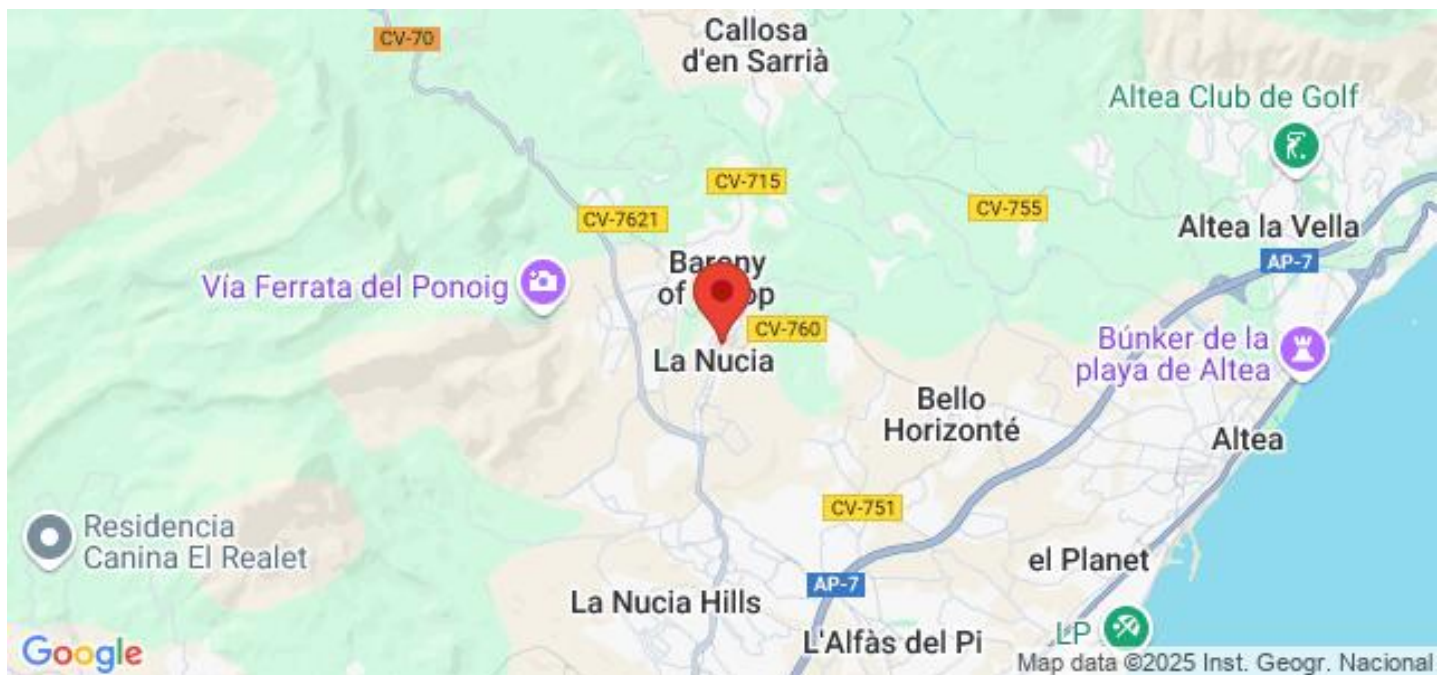 Callosa
d'en Sarrià
CV-70
Altea Club de Golf
CV-715
CV-755
CV-7621
Altea la Vella
AP-7
Barony
of
Vía Ferrata del Ponoig
CV-760
La Nucia
Búnker de la
playa de Altea
Bello
Horizonté
Altea
CV-751
Residencia
Canina El Realet
el Planet
AP-7
La Nucia Hills
L'Alfàs del Pi
LP
Google
Map data ©2025 Inst. Geogr. Nacional